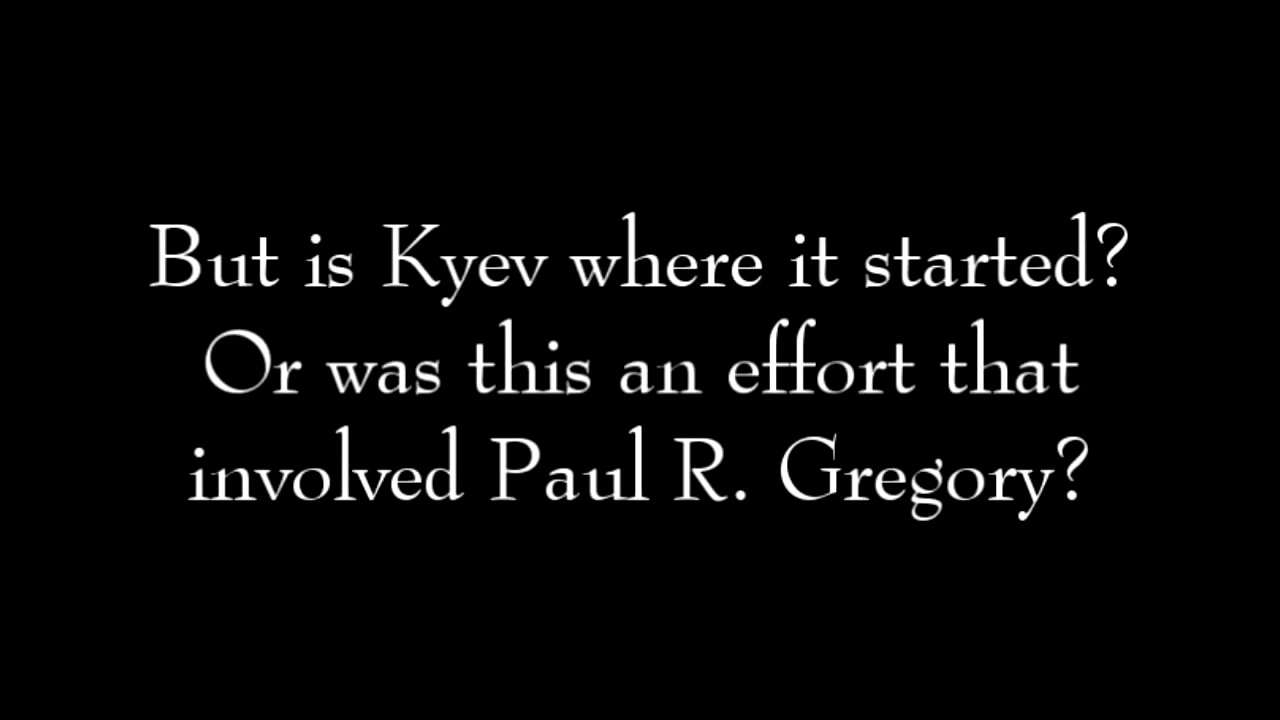 But is Kyev where it started?
Or was this an effort that
involved Paul R. Gregory?